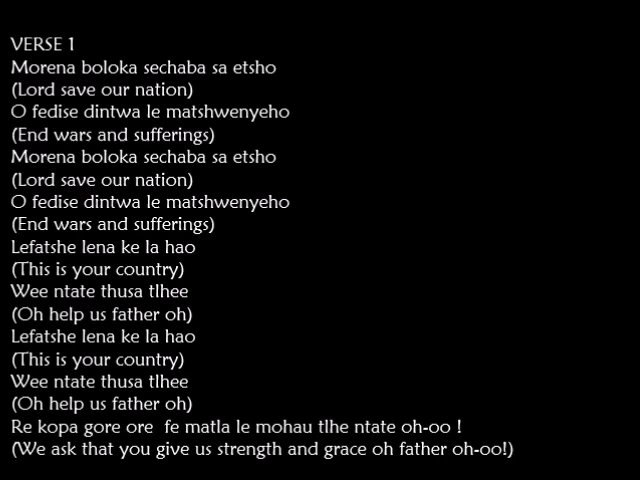 VERSE 1
Morena boloka sechaba sa etsho
(Lord save our nation)
O fedise dintwa le matshwenyeho
(End wars and sufferings)
Morena boloka sechaba sa etsho
(Lord save our nation)
O fedise dintwa le matshwenyeho
(End wars and sufferings)
Lefatshe lena ke la hao
(This is your country)
Wee ntate thusa tlhee
(Oh help us father oh)
Lefatshe lena ke la hao
(This is your country)
Wee ntate thusa tlhee
(Oh help us father oh)
Re kopa gore ore  fe matla le mohau tlhe ntate oh-oo !
(We ask that you give us strength and grace oh father oh-oo!)